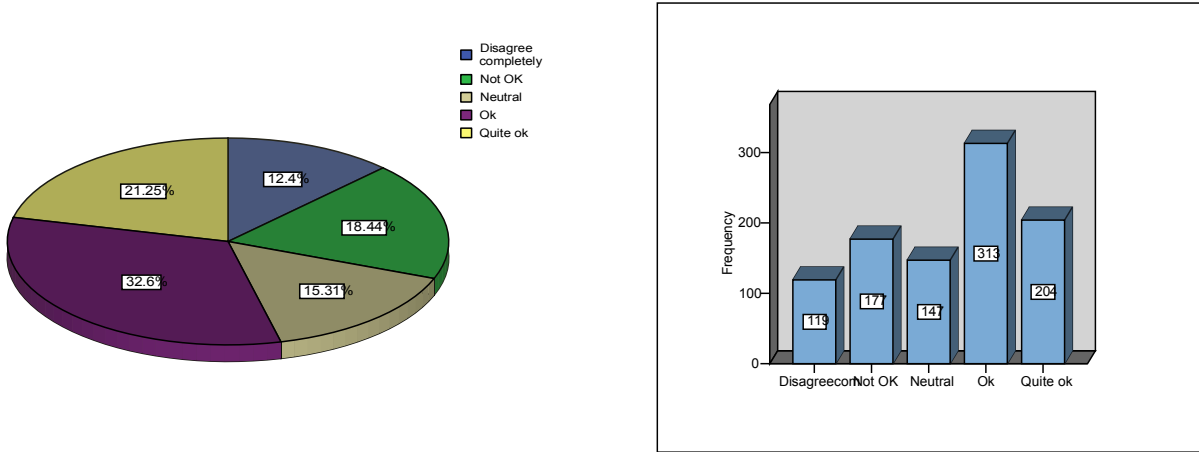 Disagree
completely
Not OK
Neutral
Ok
Quite ok
12.4%
21.25%
18.44%
32.6%
15.31%
Frequency
300
200
100
0
313
204
177
147
119
Disagreecom Not OK Neutral Ok Quite ok